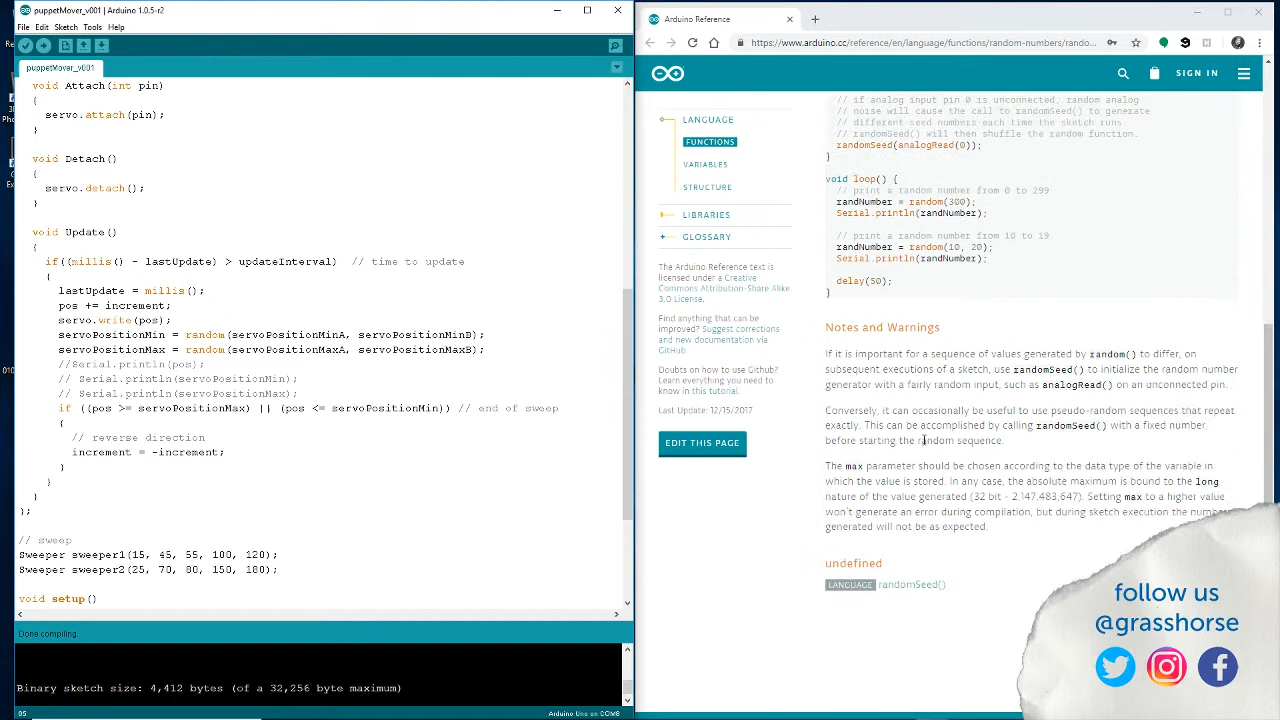 puppetMover_v001 | Arduino 1.0.5-r2
File Edit Sketch Tools Help
puppetMover_v001
void Attach(int pin)
{
servo.attach(pin);
}
void Detach()
{
servo.detach();
}
void Update()
{
if((millis() - lastUpdate) > updateInterval) // time to update
{
lastUpdate = millis();
pos += increment;
servo.write(pos);
servoPositionMin = random(servoPositionMinA, servoPositionMinB);
servoPositionMax = random(servoPositionMaxA, servoPositionMaxB);
//Serial.println(pos);
// Serial.println(servoPositionMin);
// Serial.println(servoPositionMax);
if ((pos >= servoPositionMax) || (pos <= servoPositionMin)) // end of sweep
{
// reverse direction
increment = -increment;
}
}
}
};
// sweep
Sweeper sweeper1(15, 45, 55, 100, 120);
Sweeper sweeper2(25, 70, 80, 150, 180);
void setup()
Done compiling.
Binary sketch size: 4,412 bytes (of a 32,256 byte maximum)
95
Arduino Uno on COM8
Arduino Reference
https://www.arduino.cc/reference/en/language/functions/random-numbers/rando...
SIGN IN
LANGUAGE
FUNCTIONS
VARIABLES
STRUCTURE
LIBRARIES
GLOSSARY
The Arduino Reference text is
licensed under a Creative
Commons Attribution-Share Alike
3.0 License.
Find anything that can be
improved? Suggest corrections
and new documentation via
GitHub.
Doubts on how to use Github?
Learn everything you need to
know in this tutorial.
Last Update: 12/15/2017
EDIT THIS PAGE
// if analog input pin 0 is unconnected, random analog
// noise will cause the call to randomSeed() to generate
// different seed numbers each time the sketch runs.
// randomSeed() will then shuffle the random function.
randomSeed(analogRead(0));
}
void loop() {
// print a random number from 0 to 299
randNumber = random(300);
Serial.println(randNumber);
// print a random number from 10 to 19
randNumber = random(10, 20);
Serial.println(randNumber);
delay(50);
}
Notes and Warnings
If it is important for a sequence of values generated by random() to differ, on
subsequent executions of a sketch, use randomSeed() to initialize the random number
generator with a fairly random input, such as analogRead() on an unconnected pin.
Conversely, it can occasionally be useful to use pseudo-random sequences that repeat
exactly. This can be accomplished by calling randomSeed() with a fixed number,
before starting the random sequence.
The max parameter should be chosen according to the data type of the variable in
which the value is stored. In any case, the absolute maximum is bound to the long
nature of the value generated (32 bit - 2,147,483,647). Setting max to a higher value
won't generate an error during compilation, but during sketch execution the numbe
generated will not be as expected.
undefined
LANGUAGE randomSeed()
follow us
@grasshorse